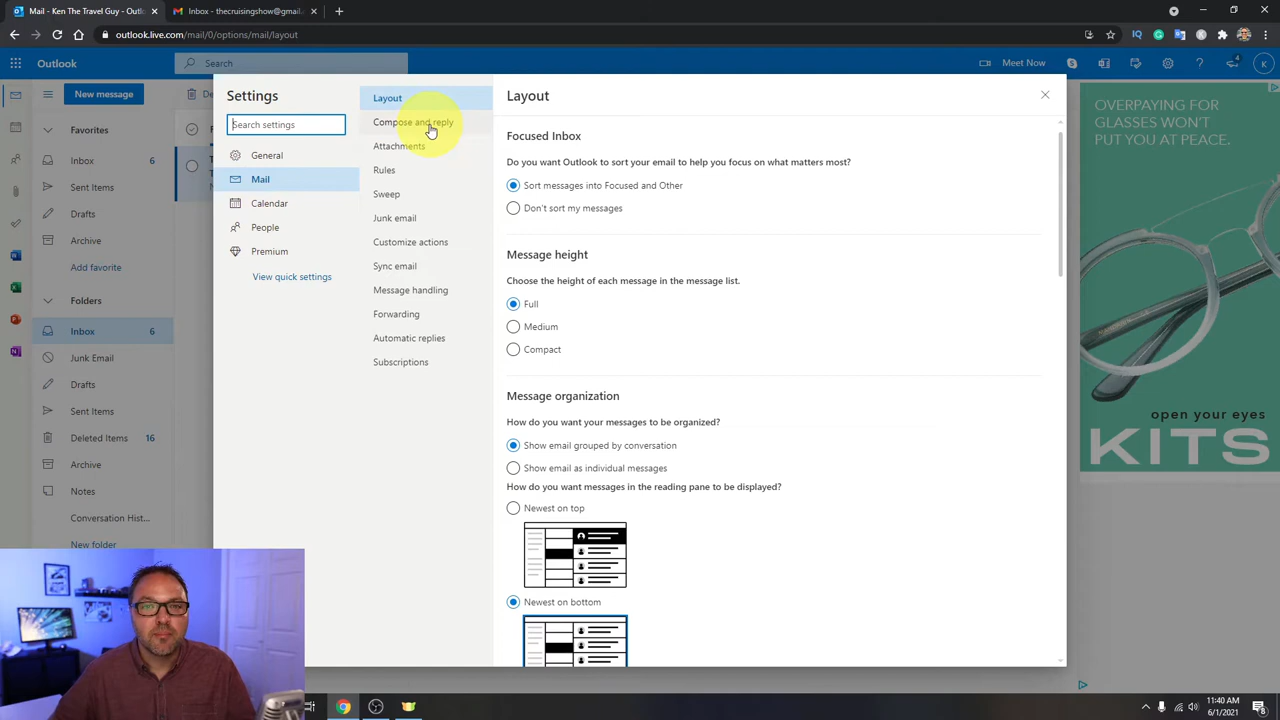 Mail - Ken The Travel Guy - Outl
Inbox (6) - thecruisingshow@gm
outlook.live.com/mail/0/options/mail/layout
Outlook
Search
Meet Now
K
New message
Favorites
Inbox 6
Sent Items
Drafts
Archive
Add favorite
Folders
Inbox 6
Junk Email
Drafts
Sent Items
Deleted Items 16
Archive
Notes
Conversation Hist...
New folder
Settings
Search settings
General
Mail
Calendar
People
Premium
View quick settings
Layout
Compose and reply
Attachments
Rules
Sweep
Junk email
Customize actions
Sync email
Message handling
Forwarding
Automatic replies
Subscriptions
Layout
Focused Inbox
Do you want Outlook to sort your email to help you focus on what matters most?
Sort messages into Focused and Other
Don't sort my messages
Message height
Choose the height of each message in the message list.
Full
Medium
Compact
Message organization
How do you want your messages to be organized?
Show email grouped by conversation
Show email as individual messages
How do you want messages in the reading pane to be displayed?
Newest on top
Newest on bottom
OVERPAYING FOR
GLASSES WON'T
PUT YOU AT PEACE.
open your eyes
KITS
11:40 AM
6/1/2021